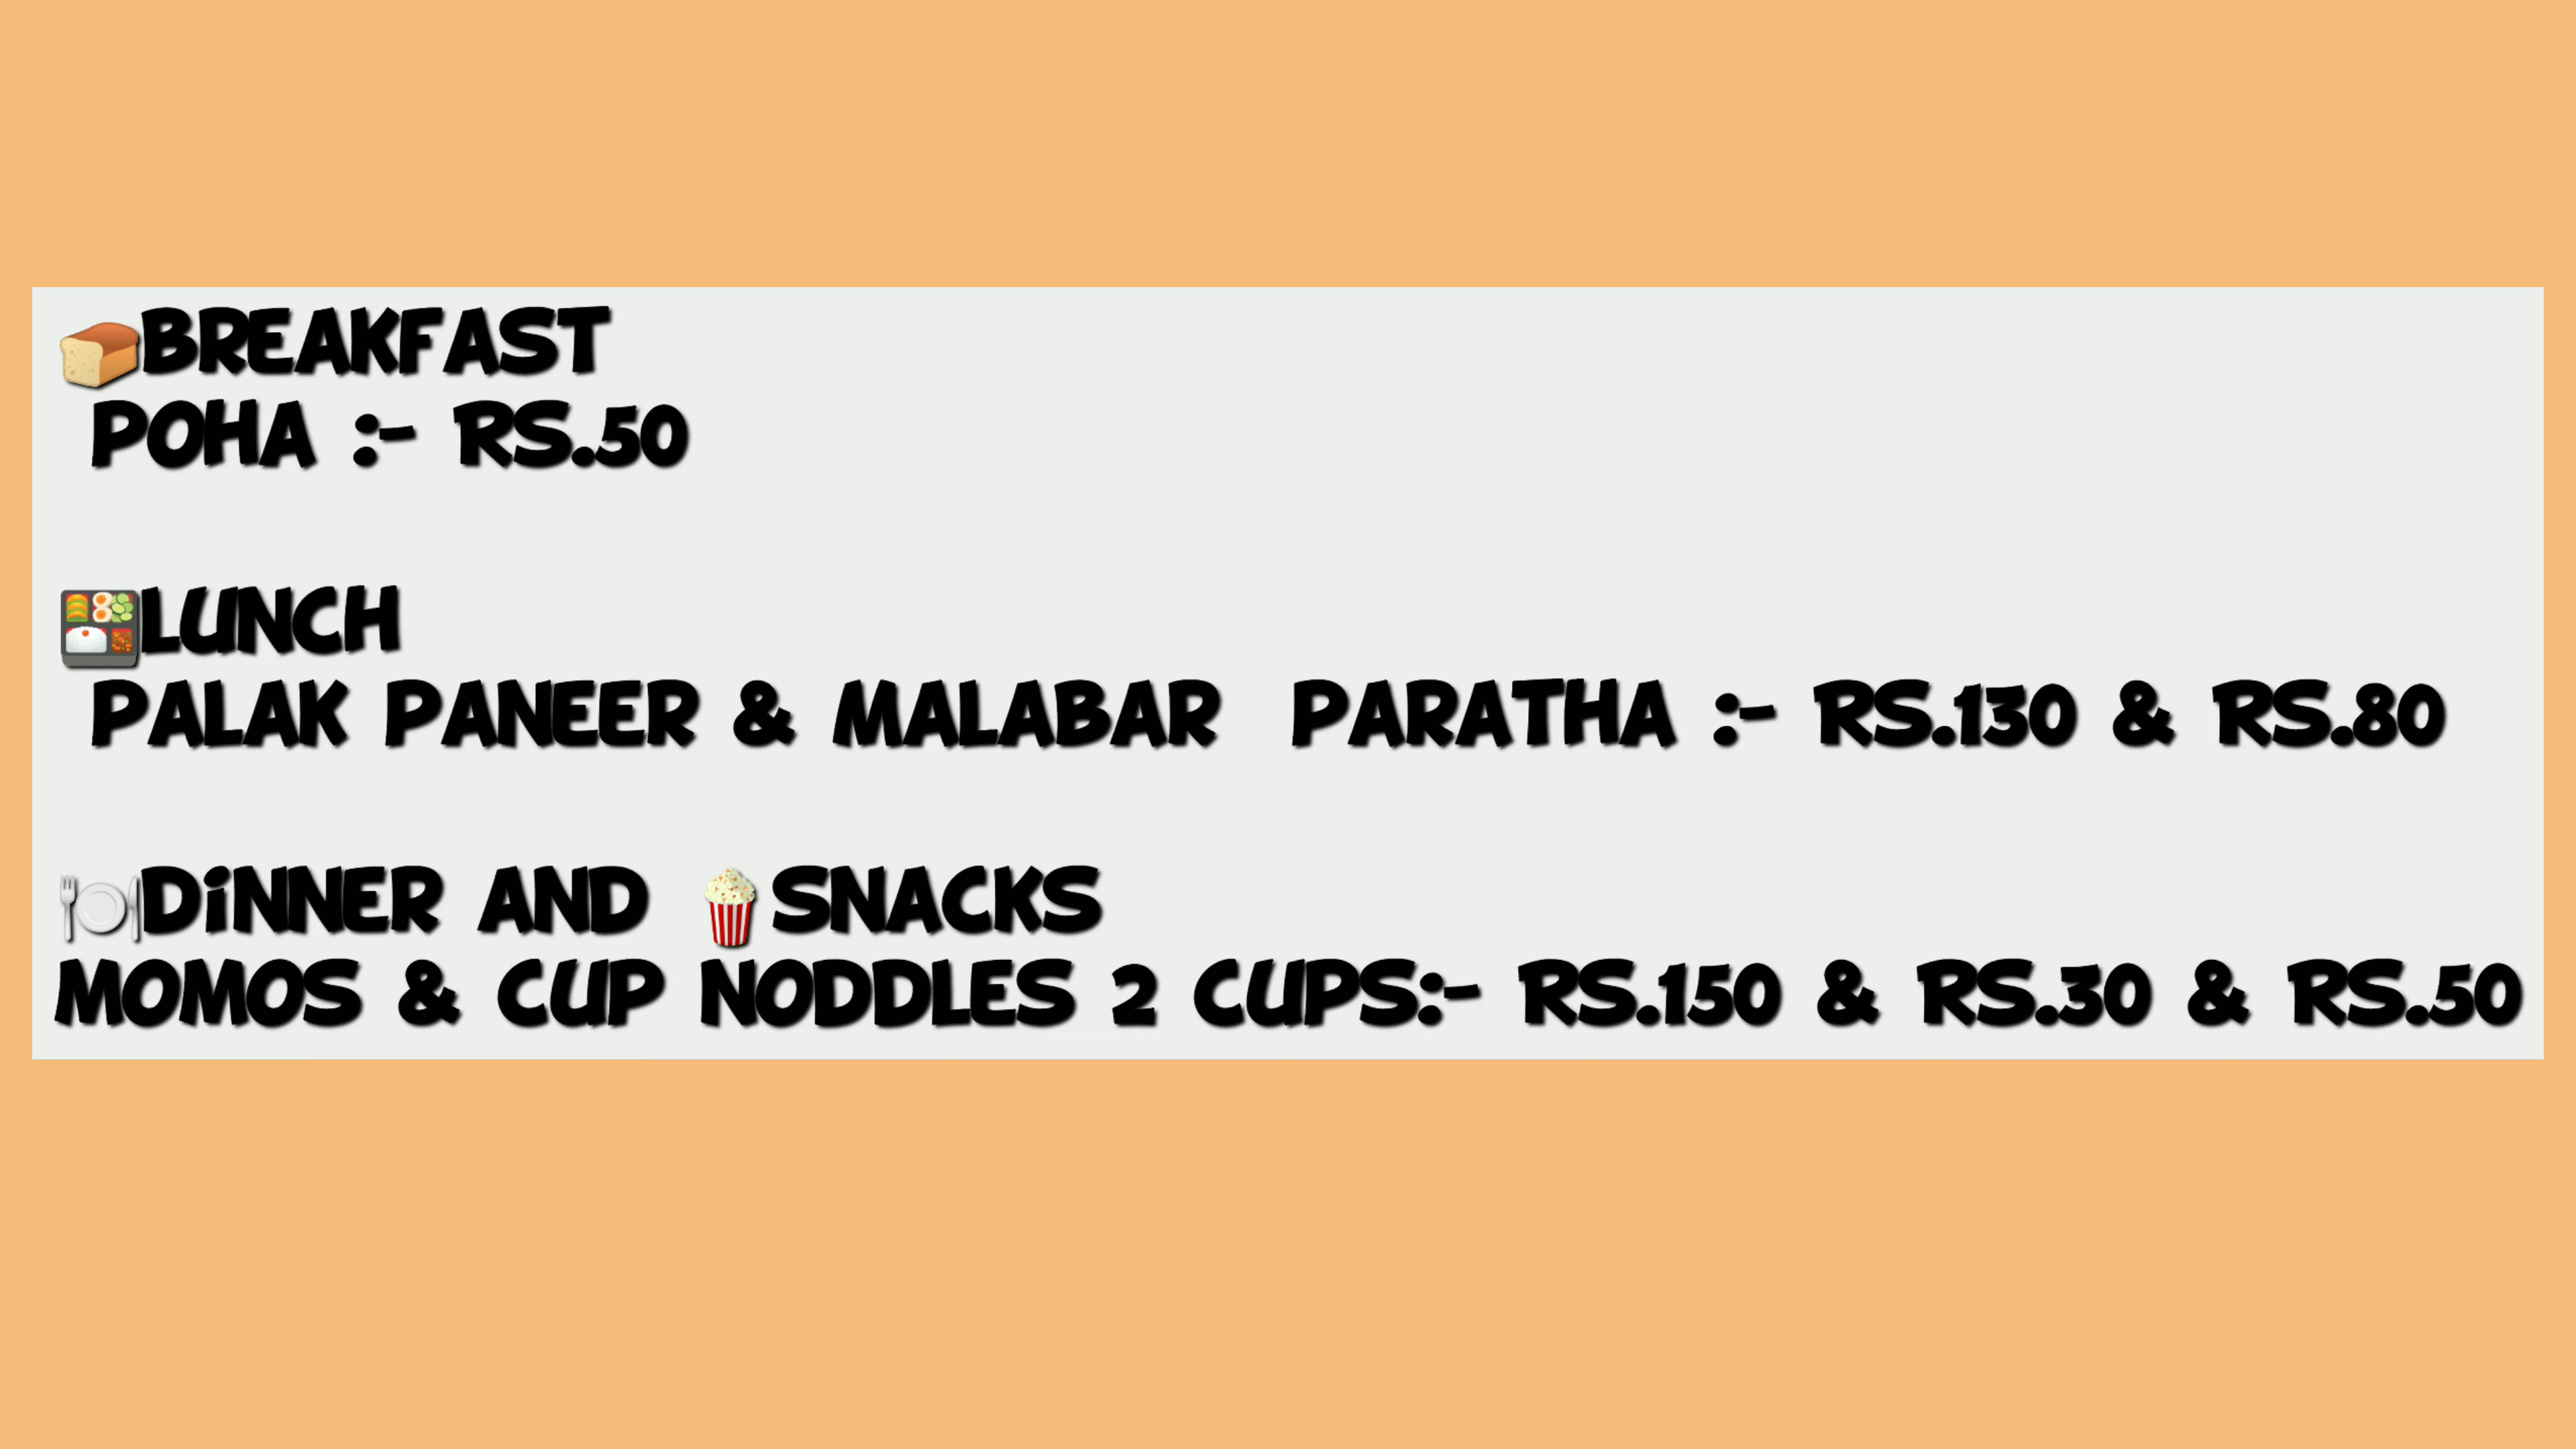 🍞BREAKFAST
POHA :- RS.50
🍱LUNCH
PALAK PANEER & MALABAR PARATHA :- RS.130 & RS.80
🍽️DiNNER AND 🍿SNACKS
MOMOS & CUP NODDLES 2 CUPS:- RS.150 & RS.30 & RS.50